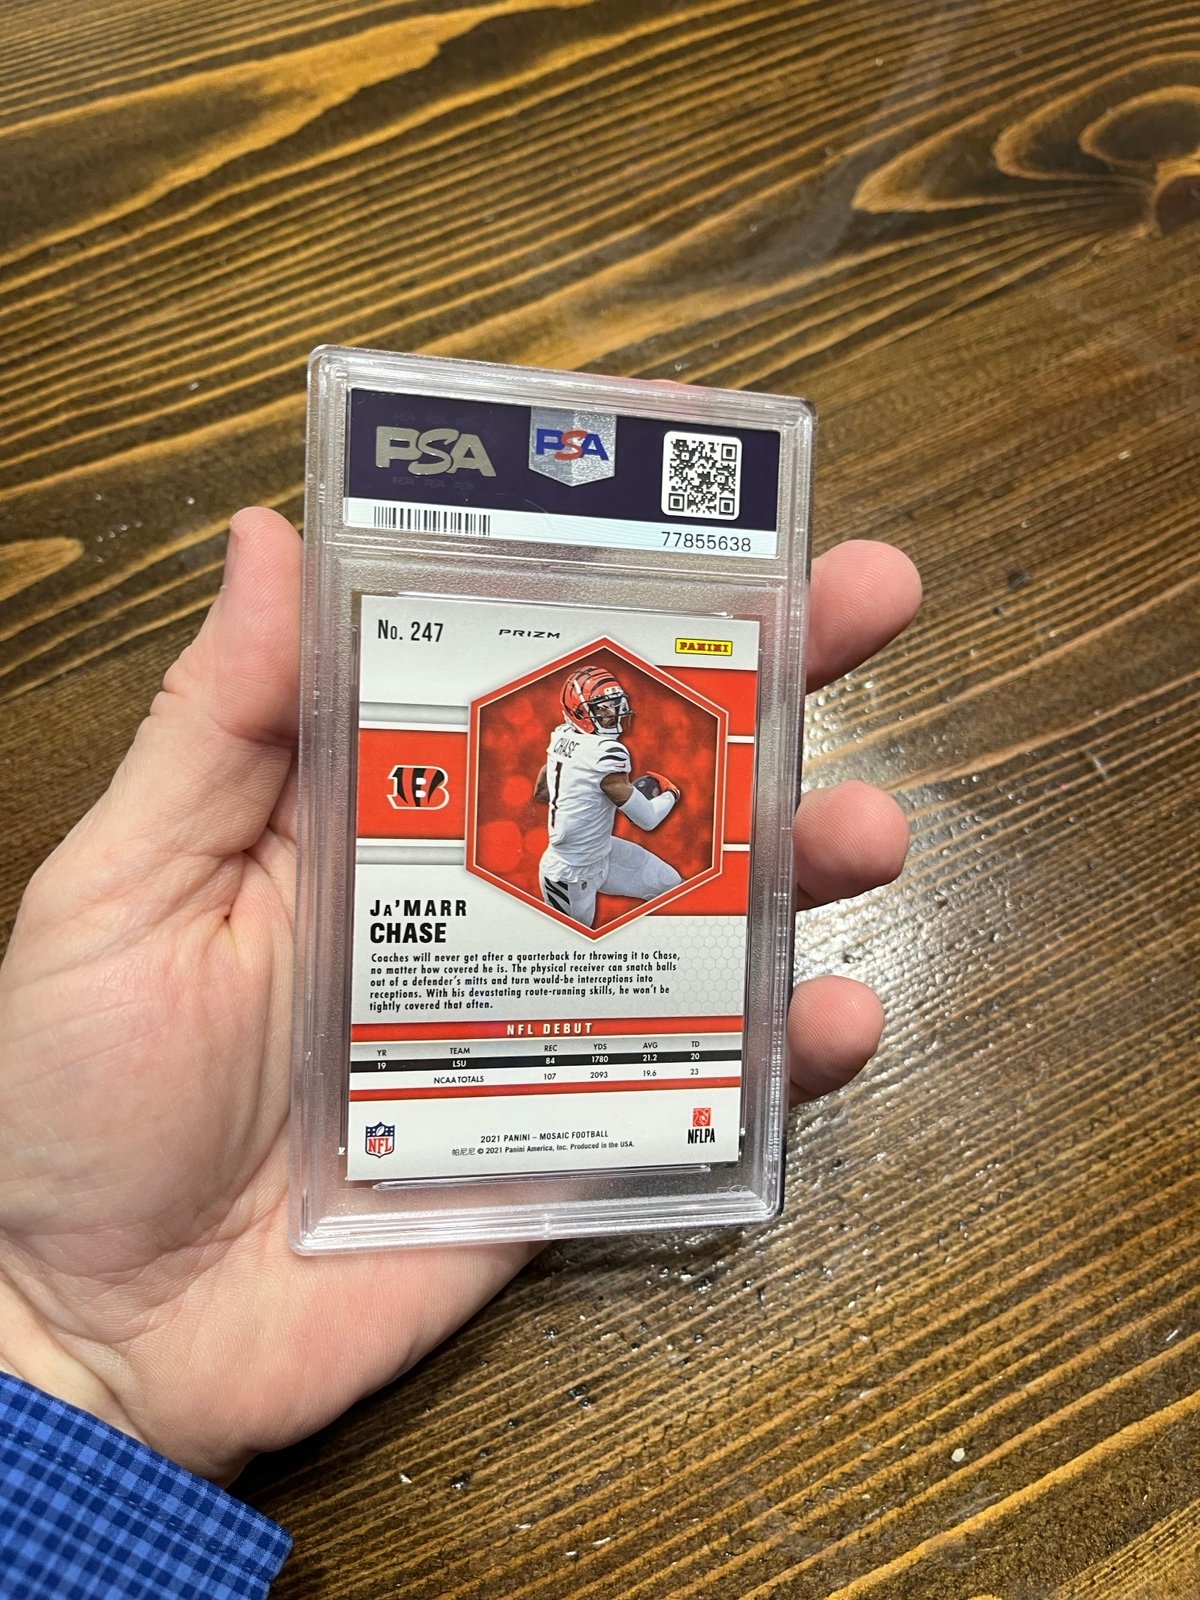 PSA
PSA
77855638
No. 247
PRIZM
PANINI
CHASE
1
B
JA'MARR
CHASE
Coaches will never get after a quarterback for throwing it to Chase,
no matter how covered he is. The physical receiver can snatch balls
out of a defender's mitts and turn would-be interceptions into
receptions. With his devastating route-running skills, he won't be
tightly covered that often.
NFL DEBUT
YR TEAM REC YDS AVG TD
19 LSU 84 1780 21.2 20
NCAA TOTALS 107 2093 19.6 23
NFL
NFLPA
2021 PANINI – MOSAIC FOOTBALL
帕尼尼 © 2021 Panini America, Inc. Produced in the USA.